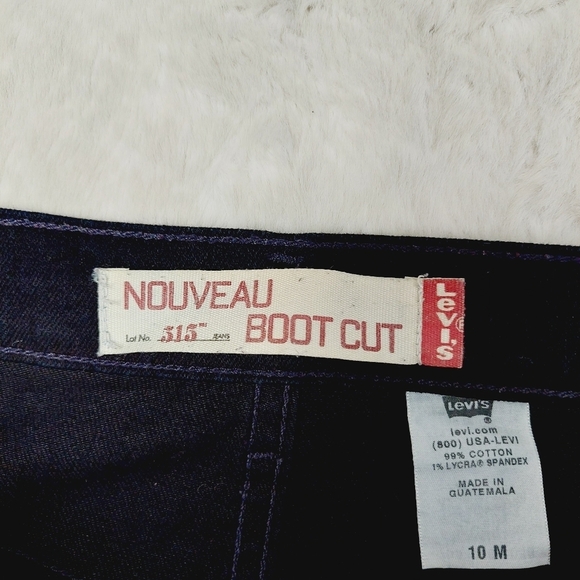 NOUVEAU
Lot No. 515™ JEANS BOOT CUT
Levi's®
Levi's
®
levi.com
(800) USA-LEVI
99% COTTON
1% LYCRA® SPANDEX
MADE IN
GUATEMALA
10 M